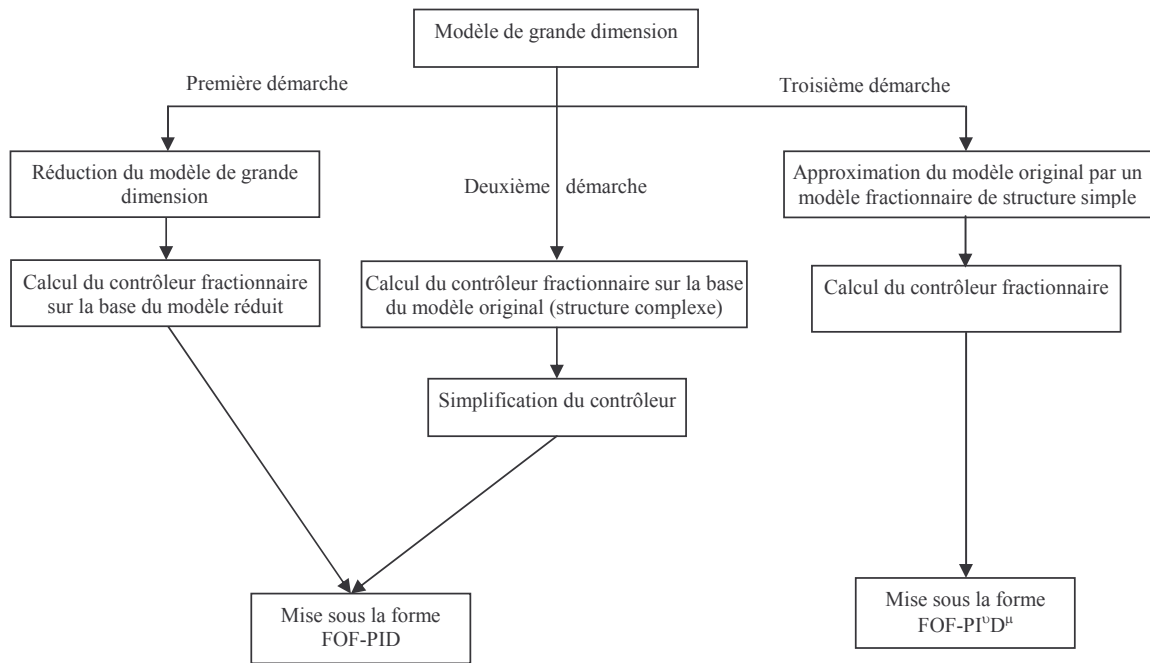 Modèle de grande dimension
Première démarche
Troisième démarche
Réduction du modèle de grande
dimension
Deuxième démarche
Approximation du modèle original par un
modèle fractionnaire de structure simple
Calcul du contrôleur fractionnaire
sur la base du modèle réduit
Calcul du contrôleur fractionnaire sur la base
du modèle original (structure complexe)
Calcul du contrôleur fractionnaire
Simplification du contrôleur
Mise sous la forme
FOF-PID
Mise sous la forme
FOF-PIᶹDᵘ